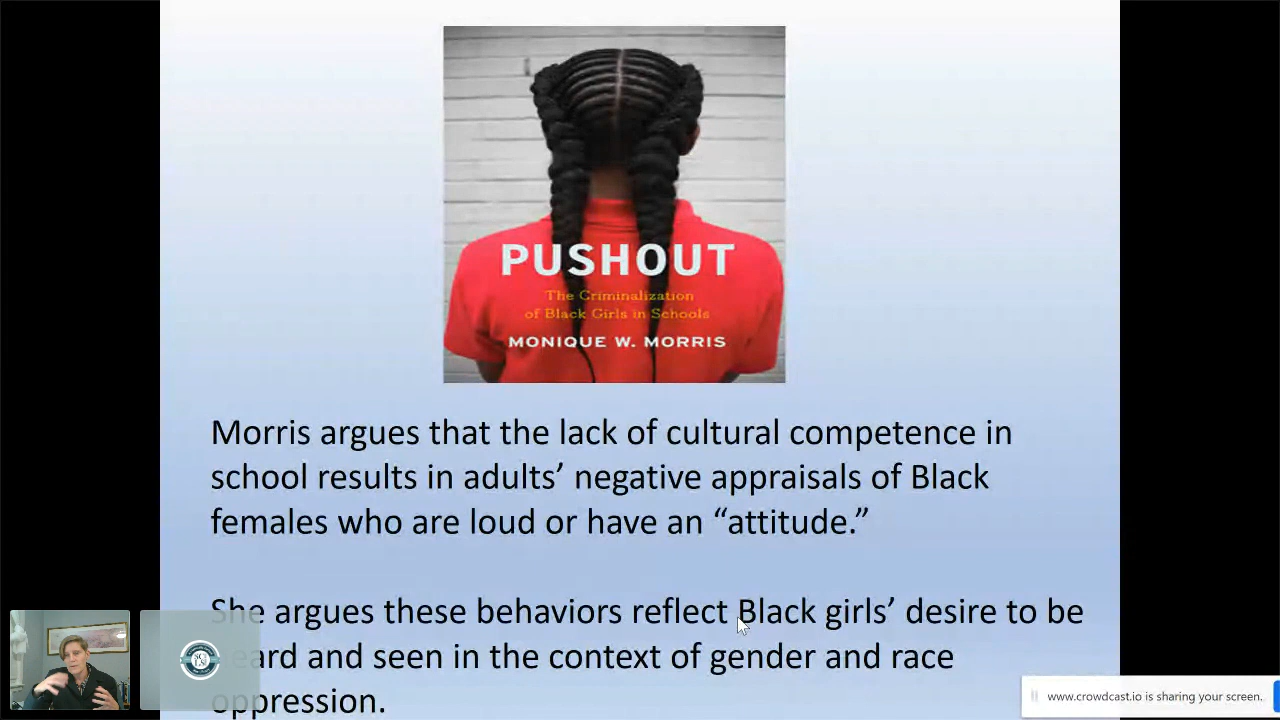 PUSHOUT
The Criminalization
of Black Girls in Schools
MONIQUE W. MORRIS
Morris argues that the lack of cultural competence in
school results in adults’ negative appraisals of Black
females who are loud or have an “attitude.”
She argues these behaviors reflect Black girls’ desire to be
heard and seen in the context of gender and race
oppression.
www.crowdcast.io is sharing your screen.